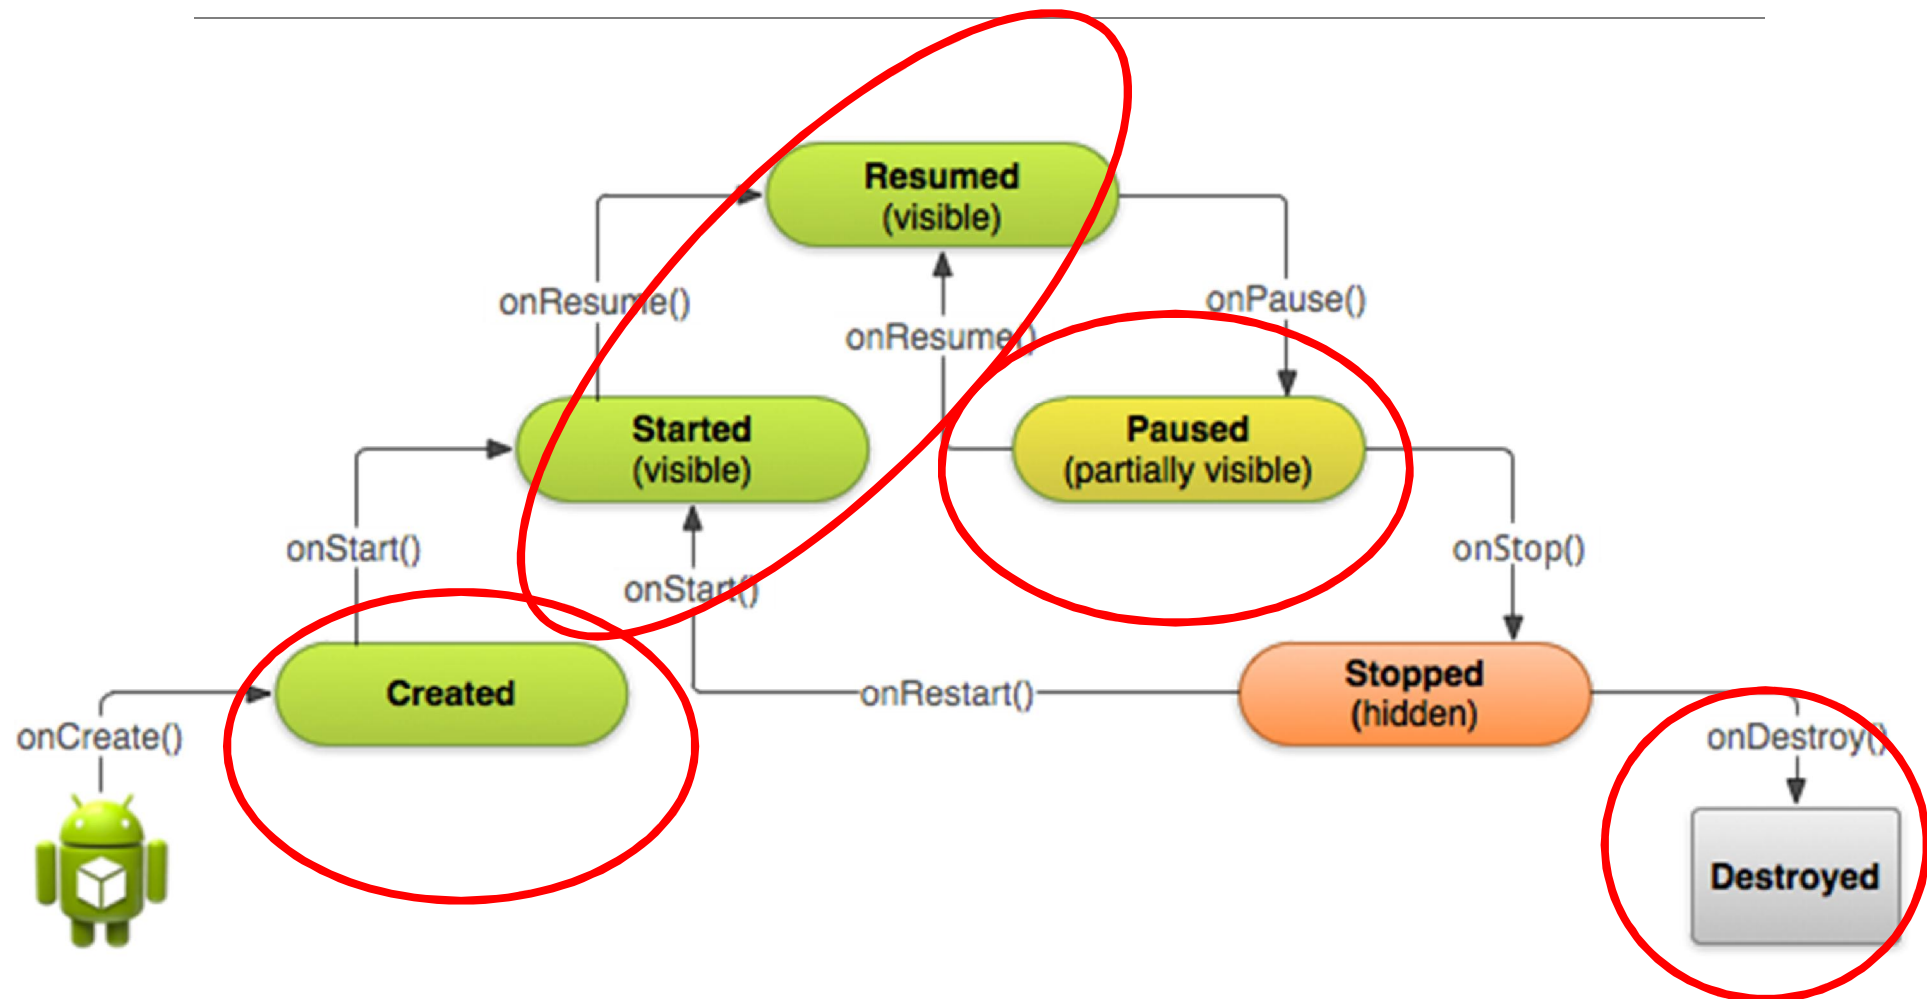 Resumed
(visible)
onResume()
onPause()
onResume()
Started
(visible)
Paused
(partially visible)
onStart()
onStop()
onStart()
Created
onRestart()
Stopped
(hidden)
onCreate()
onDestroy()
Destroyed